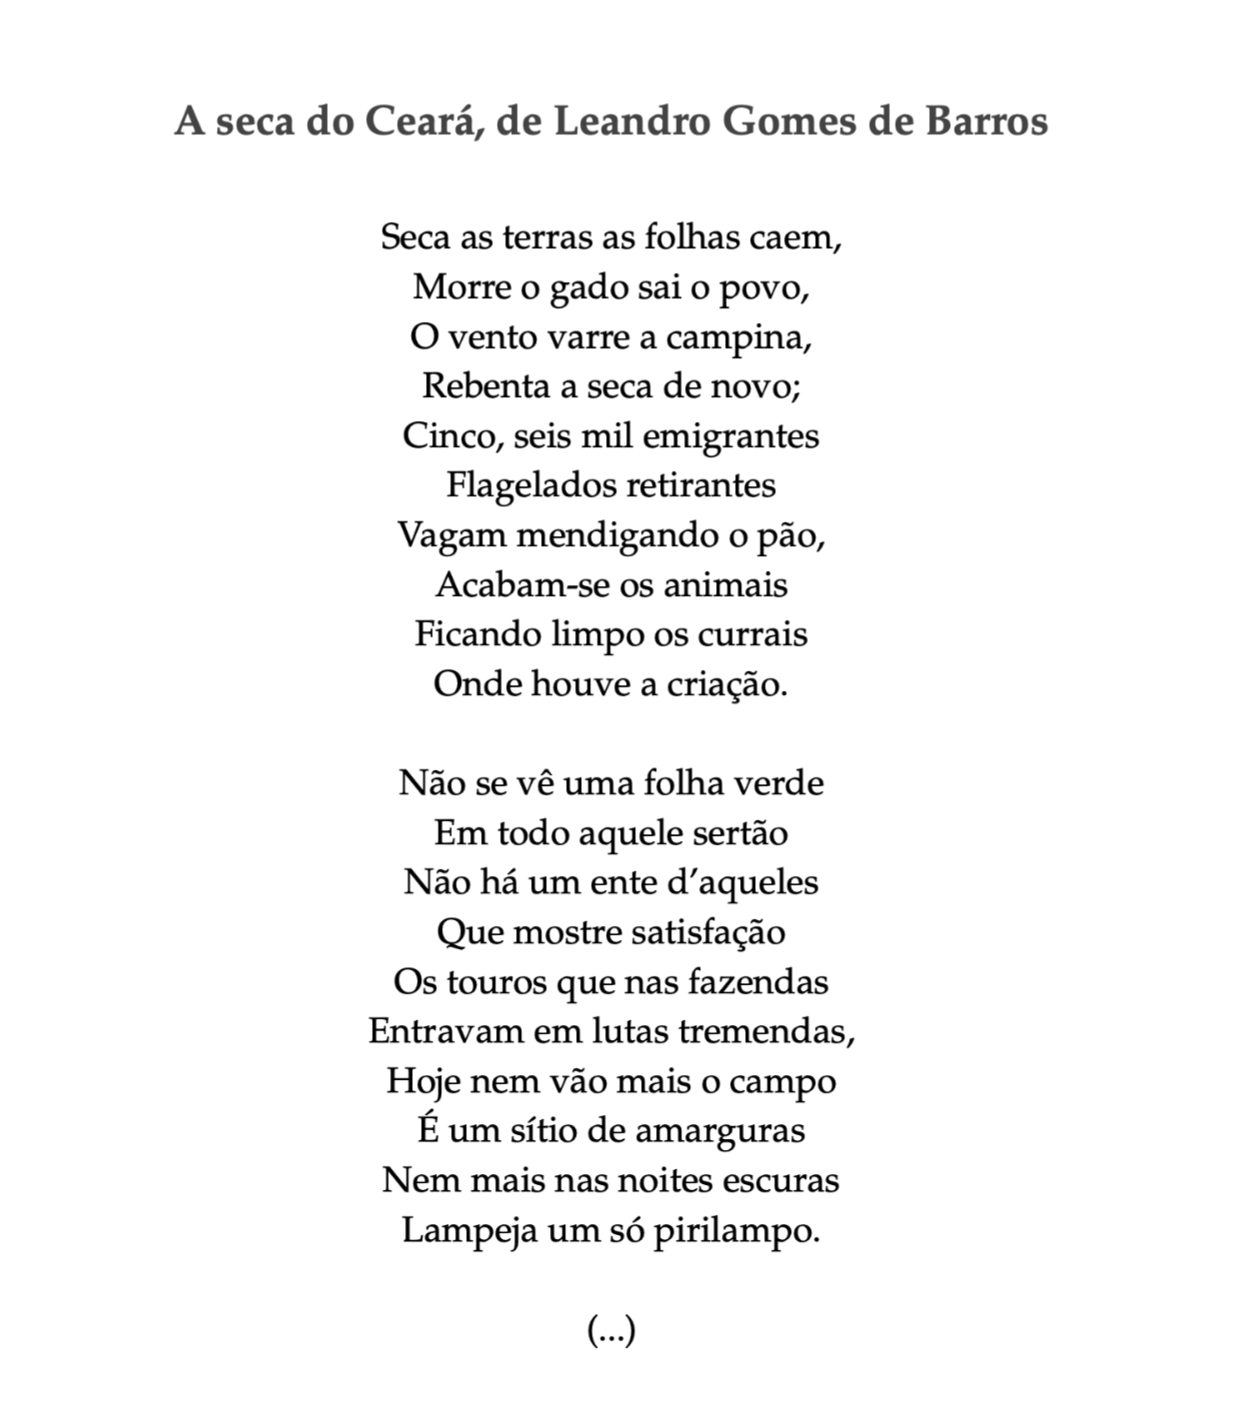 A seca do Ceará, de Leandro Gomes de Barros
Seca as terras as folhas caem,
Morre o gado sai o povo,
O vento varre a campina,
Rebenta a seca de novo;
Cinco, seis mil emigrantes
Flagelados retirantes
Vagam mendigando o pão,
Acabam-se os animais
Ficando limpo os currais
Onde houve a criação.
Não se vê uma folha verde
Em todo aquele sertão
Não há um ente d’aqueles
Que mostre satisfação
Os touros que nas fazendas
Entravam em lutas tremendas,
Hoje nem vão mais o campo
É um sítio de amarguras
Nem mais nas noites escuras
Lampeja um só pirilampo.
(...)